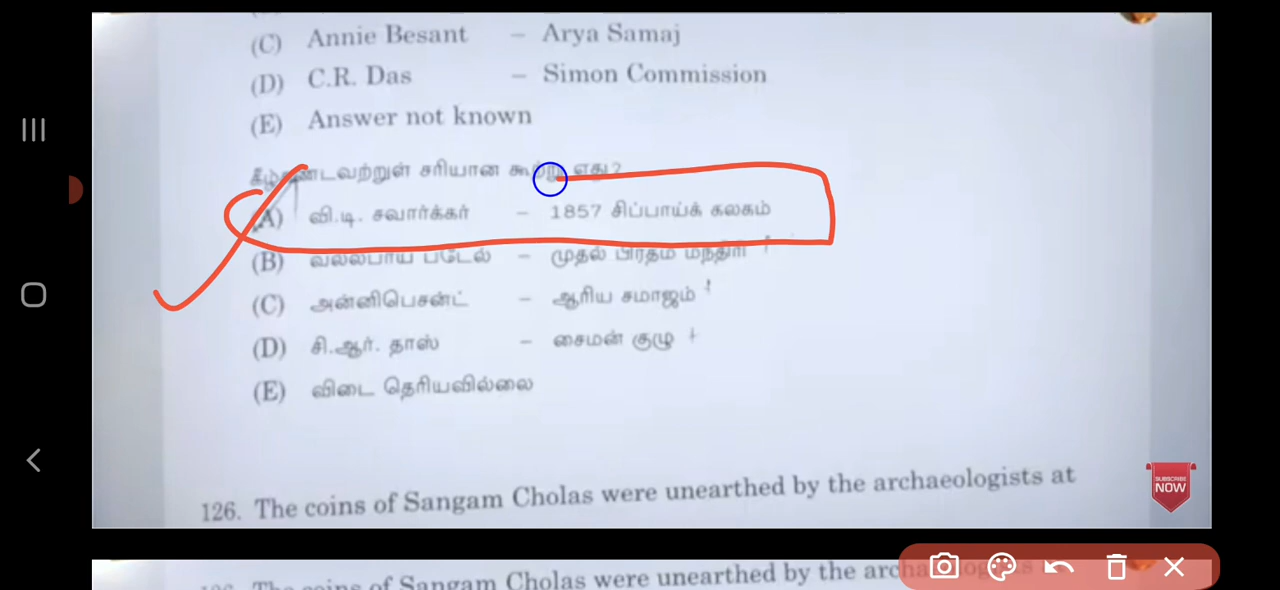 (C) Annie Besant – Arya Samaj
(D) C.R. Das – Simon Commission
(E) Answer not known
கீழ்கண்டவற்றுள் சரியான கூற்று எது?
(A) வி.டி. சவார்க்கர் – 1857 சிப்பாய்க் கலகம்
(B) வல்லபாய் படேல் – முதல் பிரதம மந்திரி
(C) அன்னிபெசன்ட் – ஆரிய சமாஜம்
(D) சி.ஆர். தாஸ் – சைமன் குழு
(E) விடை தெரியவில்லை
126. The coins of Sangam Cholas were unearthed by the archaeologists at
SUBSCRIBE
NOW
The coins of Sangam Cholas were unearthed by the